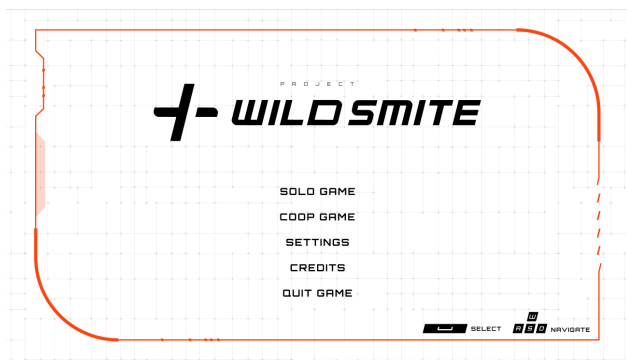 PROJECT
WILD SMITE
SOLO GAME
COOP GAME
SETTINGS
CREDITS
QUIT GAME
W
SELECT A S D NAVIGATE